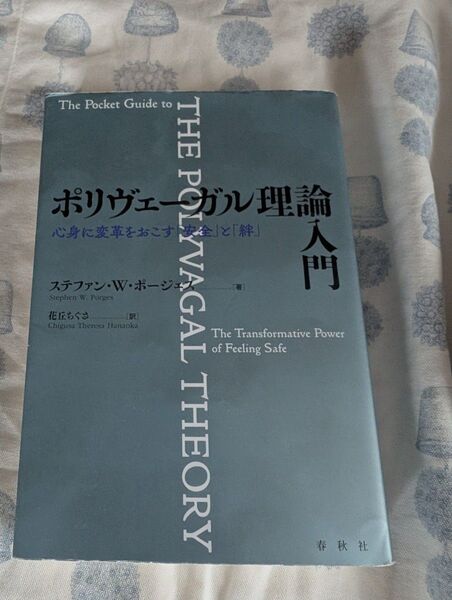 The Pocket Guide to
THE POLYVAGAL THEORY
ポリヴェーガル理論
入門
心身に変革をおこす「安全」と「絆」
ステファン・W・ポージェス［著］
Stephen W. Porges
花丘ちぐさ［訳］
Chigusa Theresa Hanaoka
The Transformative Power
of Feeling Safe
春秋社